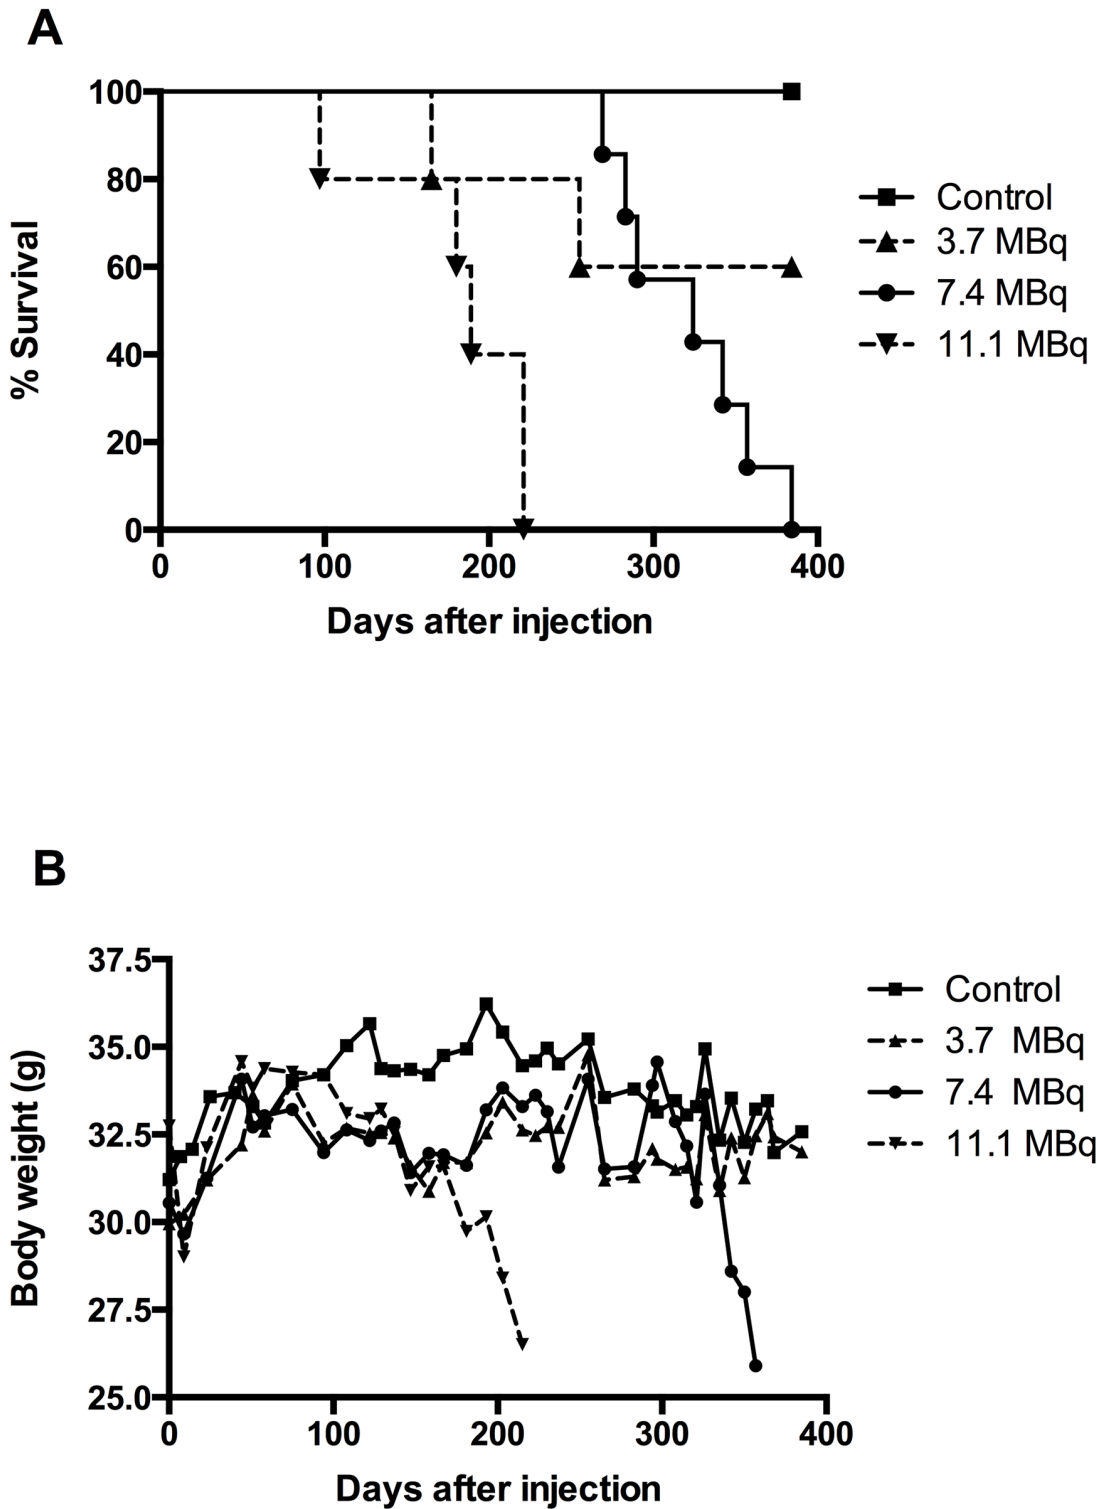 A
100
80
60
40
20
0
% Survival
0 100 200 300 400
Days after injection
Control
3.7 MBq
7.4 MBq
11.1 MBq
B
37.5
35.0
32.5
30.0
27.5
25.0
Body weight (g)
0 100 200 300 400
Days after injection
Control
3.7 MBq
7.4 MBq
11.1 MBq